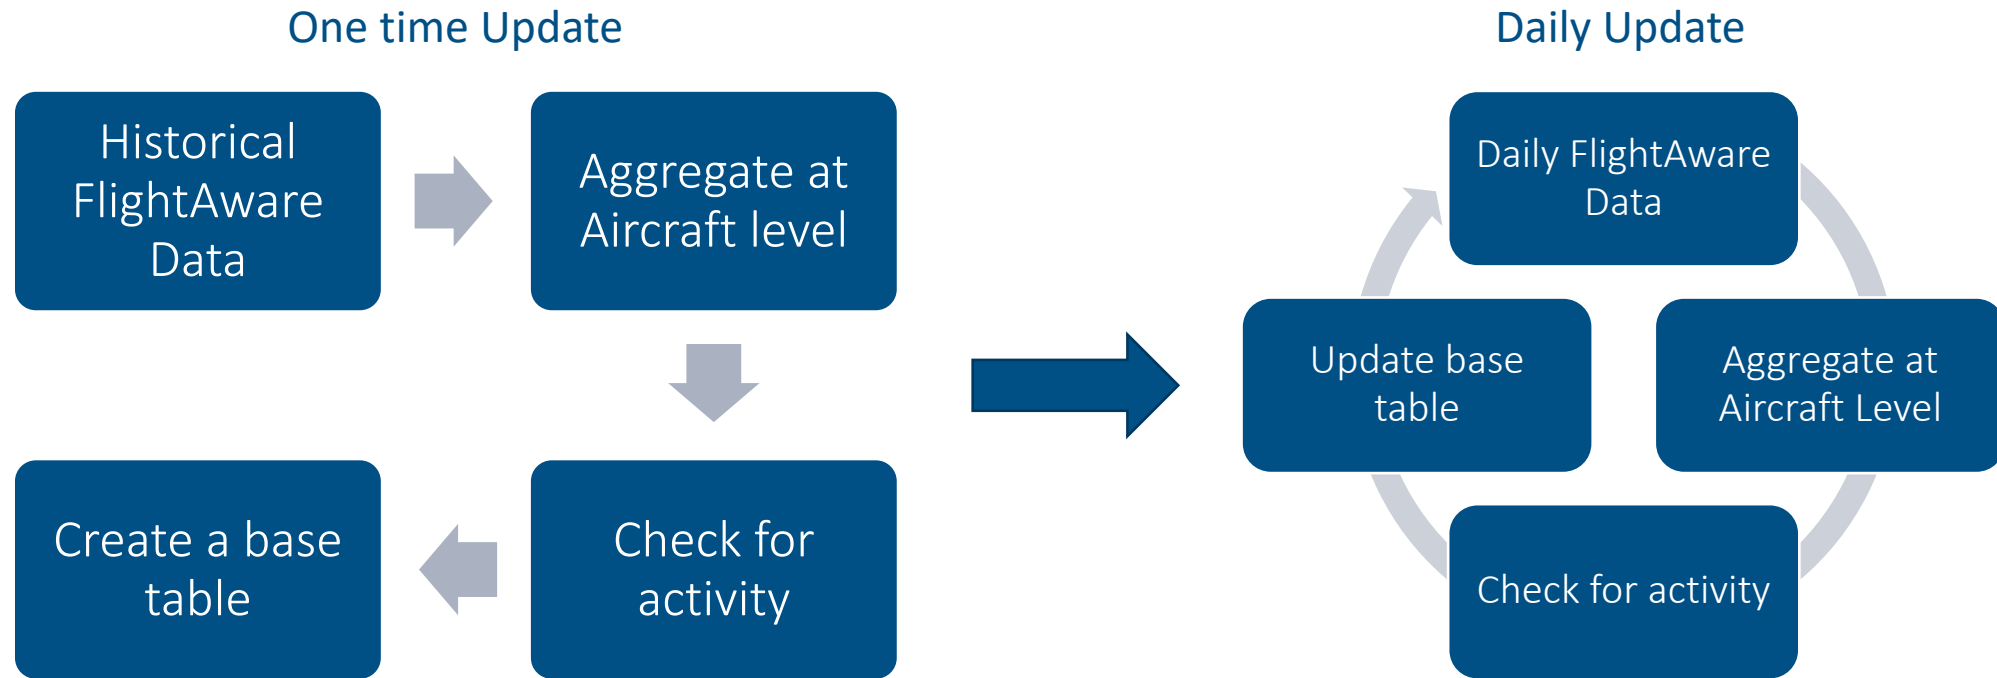 One time Update
Historical
FlightAware
Data
Aggregate at
Aircraft level
Check for
activity
Create a base
table
Daily Update
Daily FlightAware
Data
Aggregate at
Aircraft Level
Check for activity
Update base
table